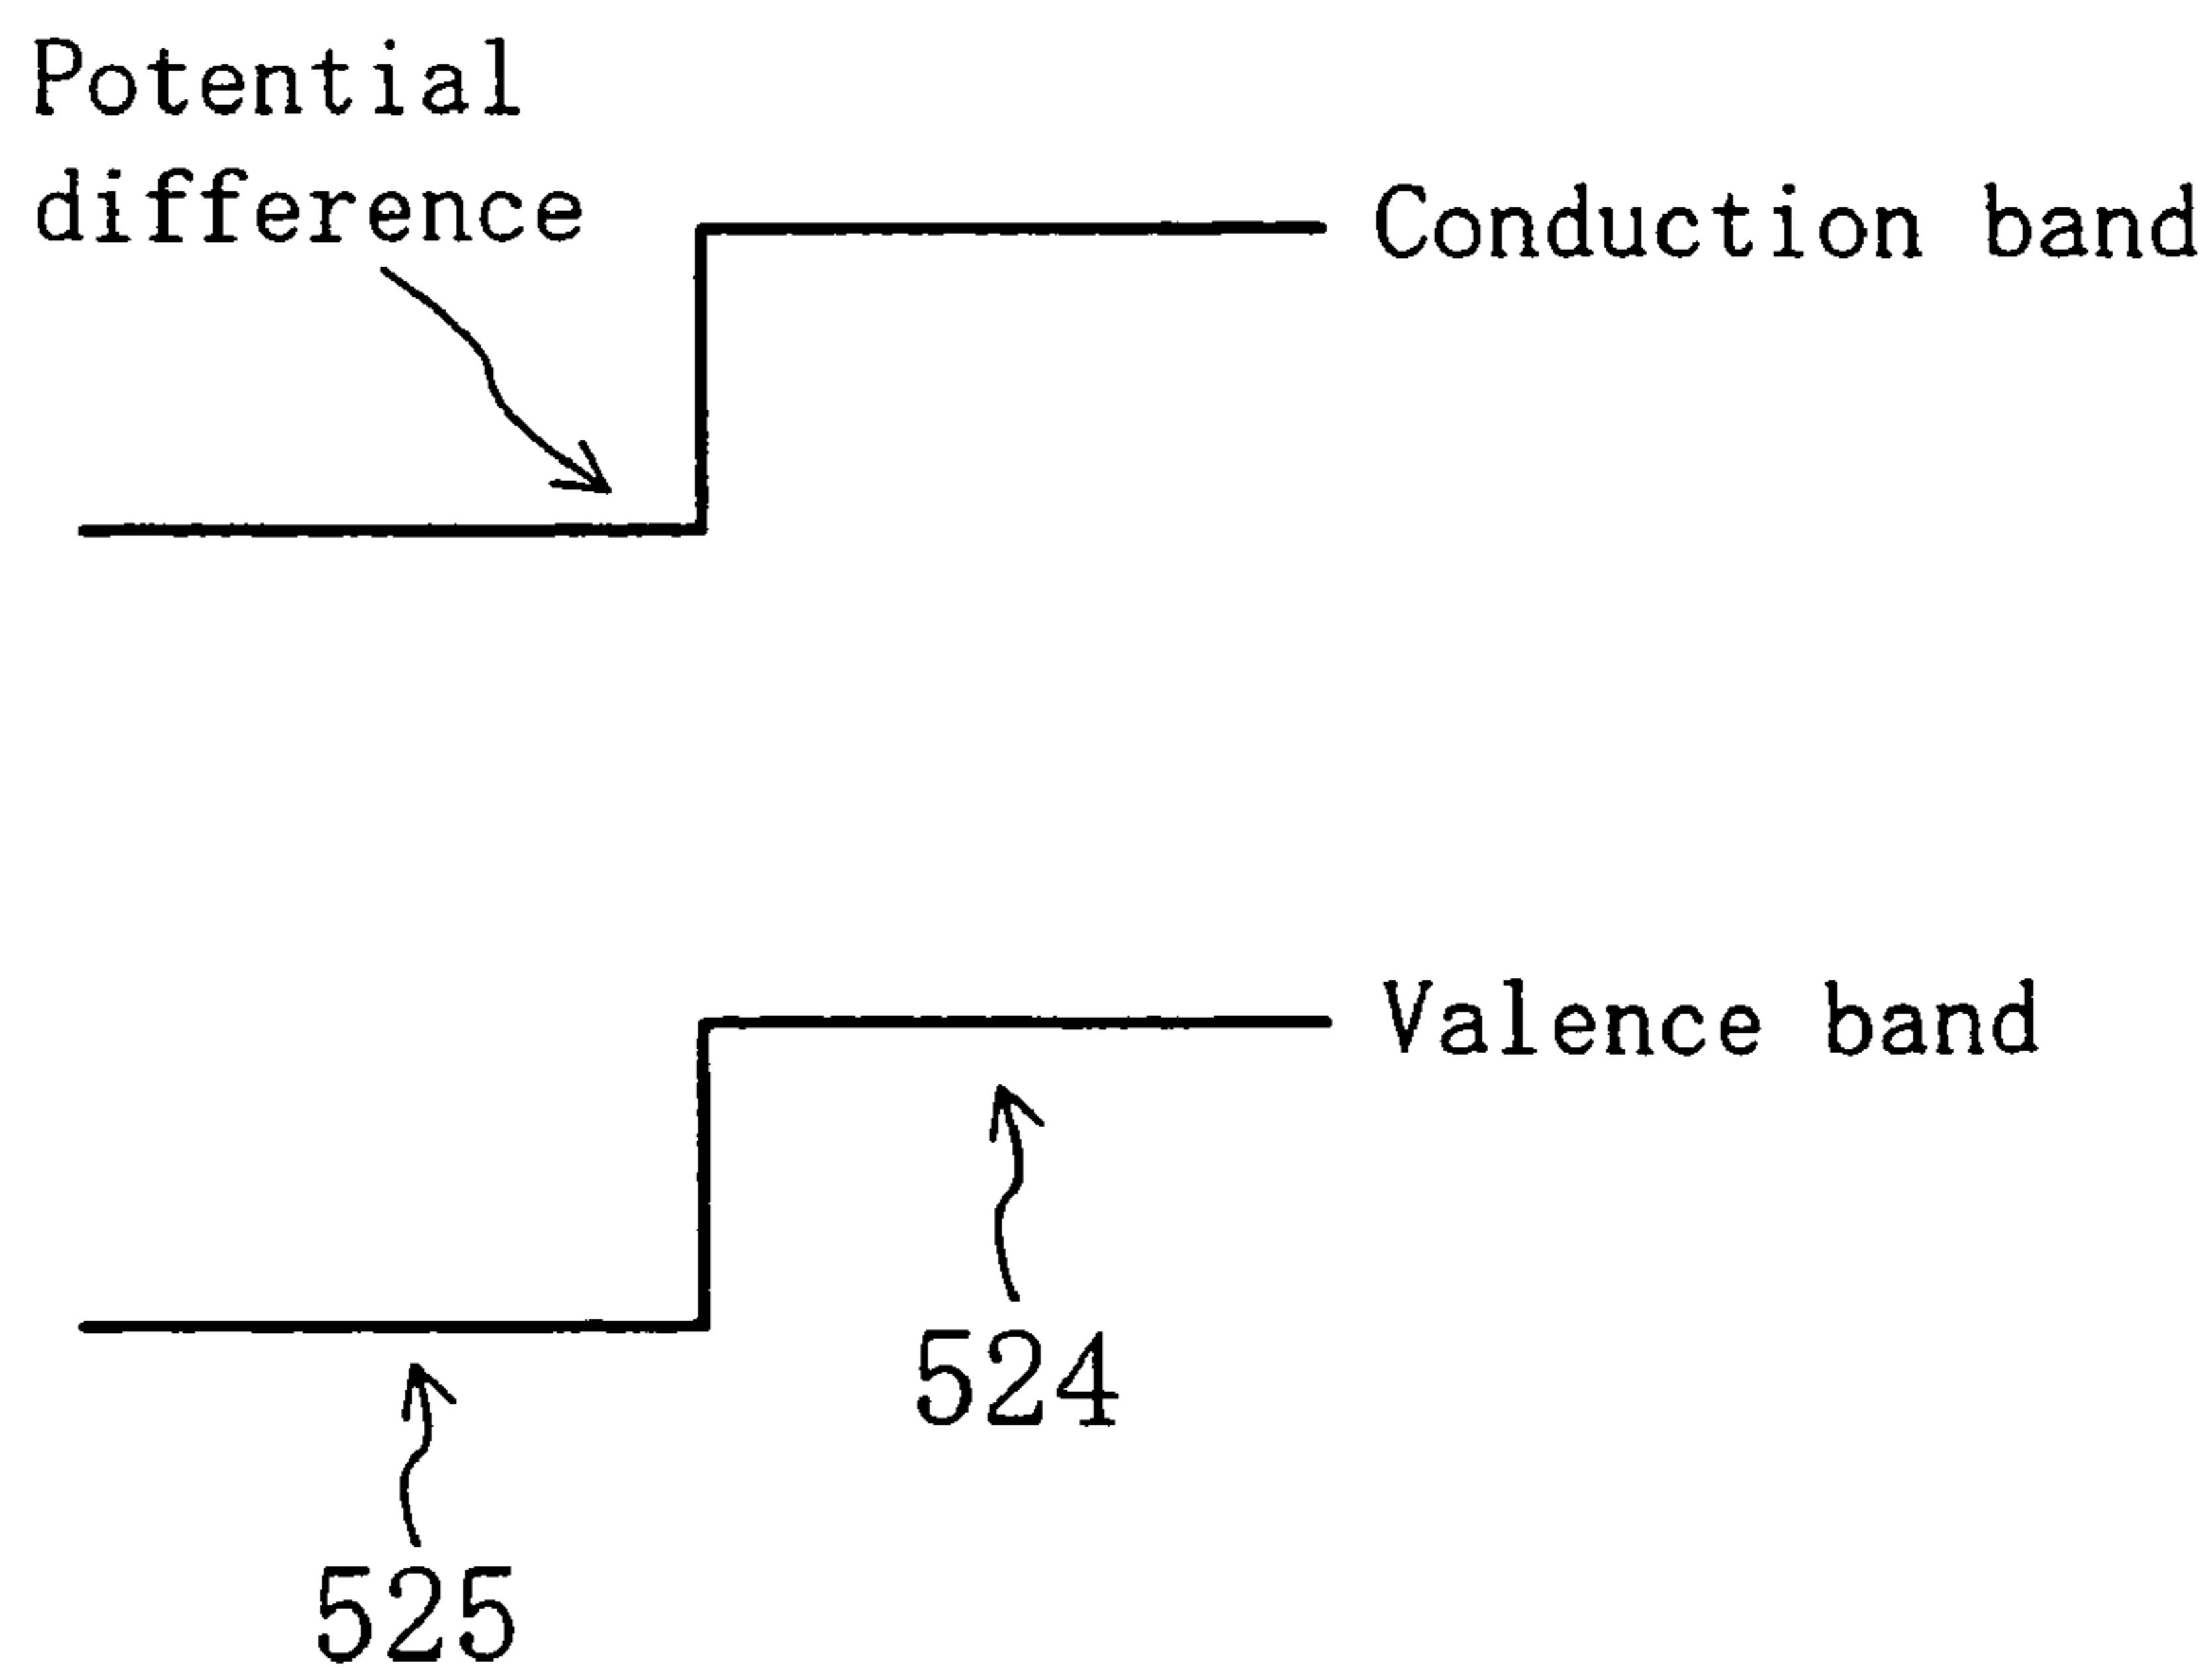 Potential
difference
Conduction band
Valence band
524
525